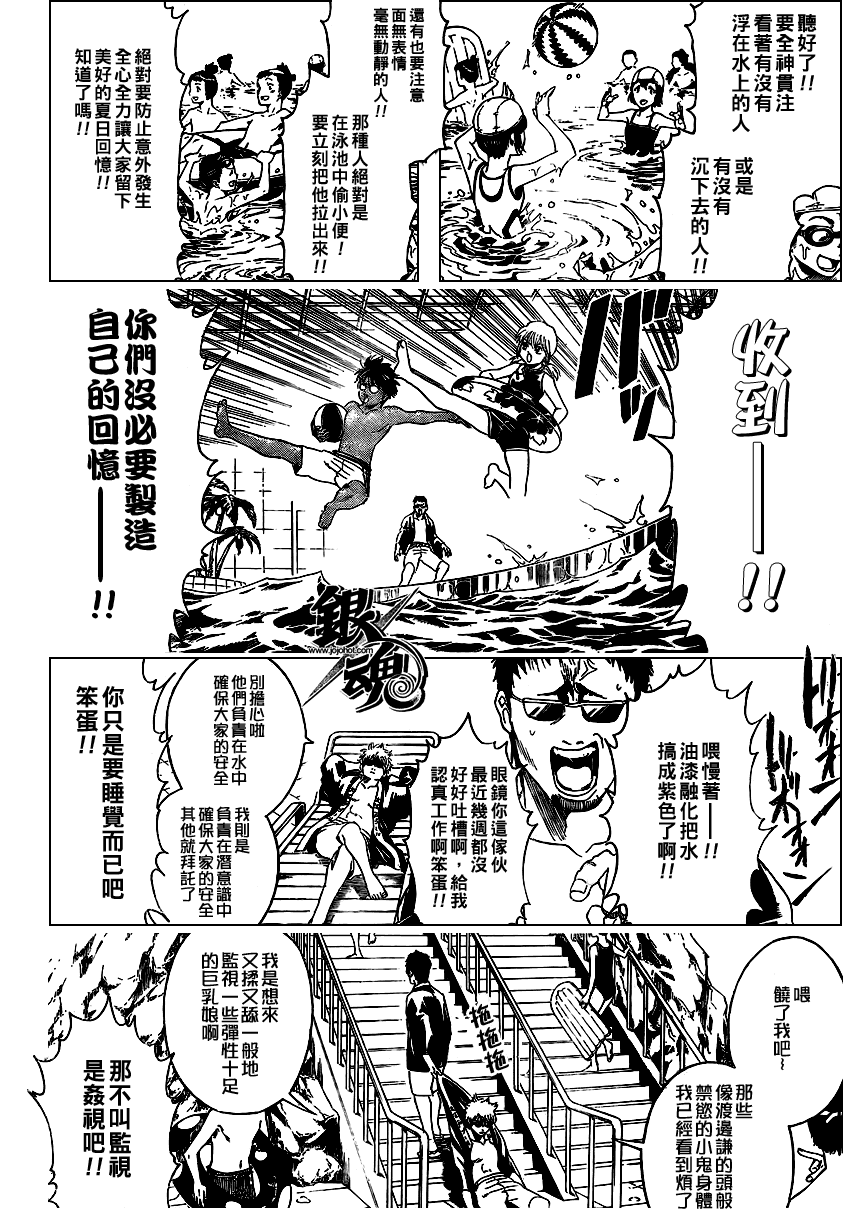 聽好了!!
要全神貫注
看著有沒有
浮在水上的人
或是
有沒有
沉下去的人!!
還有也要注意
面無表情
毫無動靜的人!!
那種人絕對是
在泳池中偷小便!
要立刻把他拉出來!!
絕對要防止意外發生
全心全力讓大家留下
美好的夏日回憶!!
知道了嗎!!
收到——!!
你們沒必要製造
自己的回憶——!!
銀魂
www.jojohot.com
喂慢著——!!
油漆融化把水
搞成紫色了啊!!
眼鏡你這傢伙
最近幾週都沒
好好吐槽啊,給我
認真工作啊笨蛋!!
別擔心啦
他們負責在水中
確保大家的安全
我則是
負責在潛意識中
確保大家的安全
其他就拜託了
你只是要睡覺而已吧
笨蛋!!
喂
饒了我吧~
那些
像渡邊謙的頭般
禁慾的小鬼身體
我已經看到煩了
拖拖拖
我是想來
又揉又舔一般地
監視一些彈性十足
的巨乳娘啊
那不叫監視
是姦視吧!!